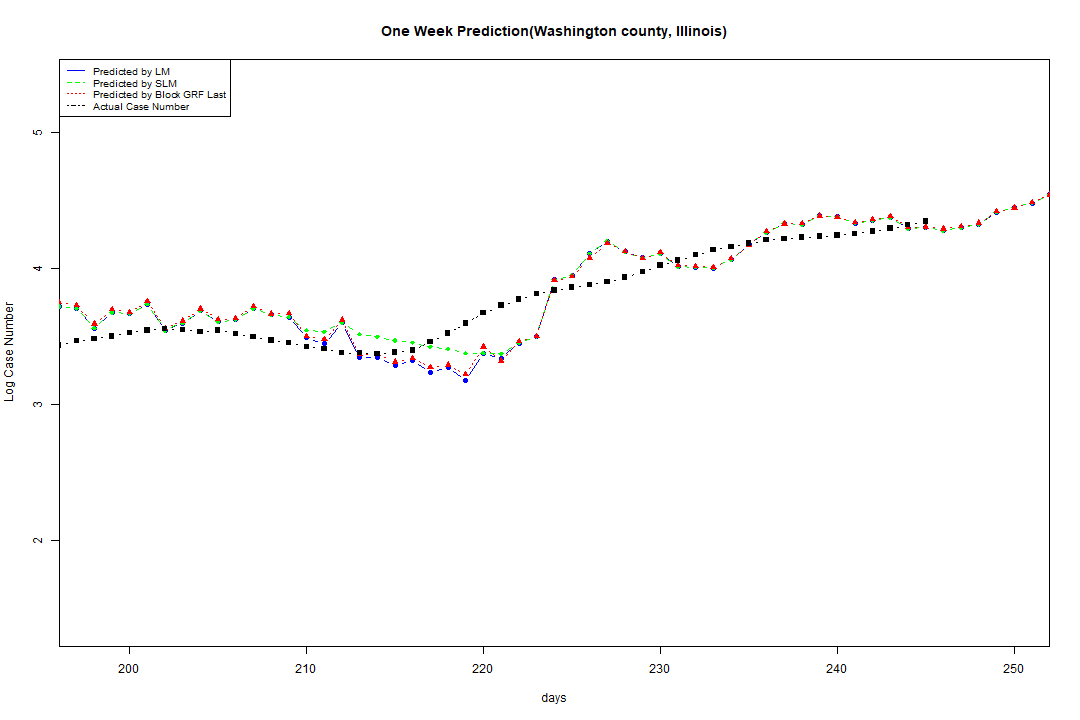 One Week Prediction(Washington county, Illinois)
Predicted by LM
Predicted by SLM
Predicted by Block GRF Last
Actual Case Number
5
4
3
2
Log Case Number
200 210 220 230 240 250
days